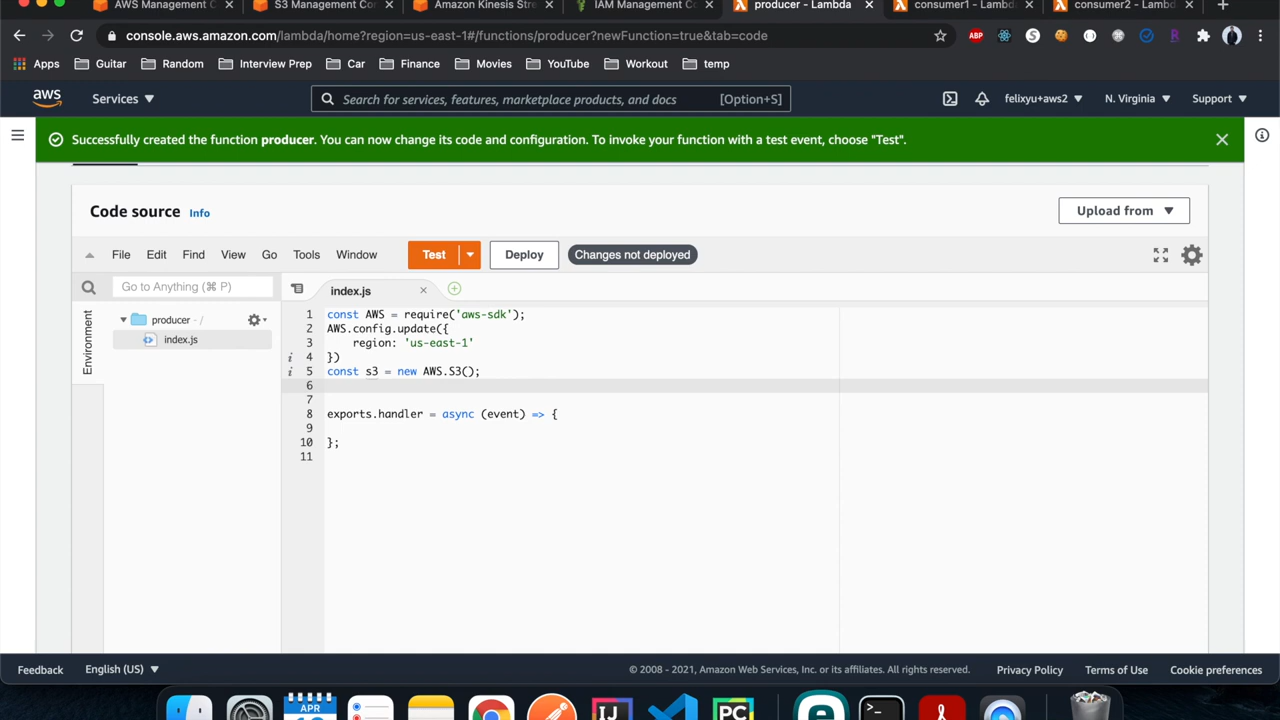 AWS Management C
S3 Management Con
Amazon Kinesis Stre
IAM Management Co
producer - Lambda
consumer1 - Lambda
consumer2 - Lambd
console.aws.amazon.com/lambda/home?region=us-east-1#/functions/producer?newFunction=true&tab=code
ABP
Apps
Guitar
Random
Interview Prep
Car
Finance
Movies
YouTube
Workout
temp
aws
Services
Search for services, features, marketplace products, and docs
[Option+S]
felixyu+aws2
N. Virginia
Support
Successfully created the function producer. You can now change its code and configuration. To invoke your function with a test event, choose "Test".
Code source Info
Upload from
File Edit Find View Go Tools Window
Test
Deploy
Changes not deployed
Go to Anything (⌘ P)
index.js
Environment
producer - /
index.js
1 const AWS = require('aws-sdk');
2 AWS.config.update({
3 region: 'us-east-1'
4 })
5 const s3 = new AWS.S3();
6
7
8 exports.handler = async (event) => {
9
10 };
11
Feedback
English (US)
© 2008 - 2021, Amazon Web Services, Inc. or its affiliates. All rights reserved.
Privacy Policy
Terms of Use
Cookie preferences
APR
IJ
PC